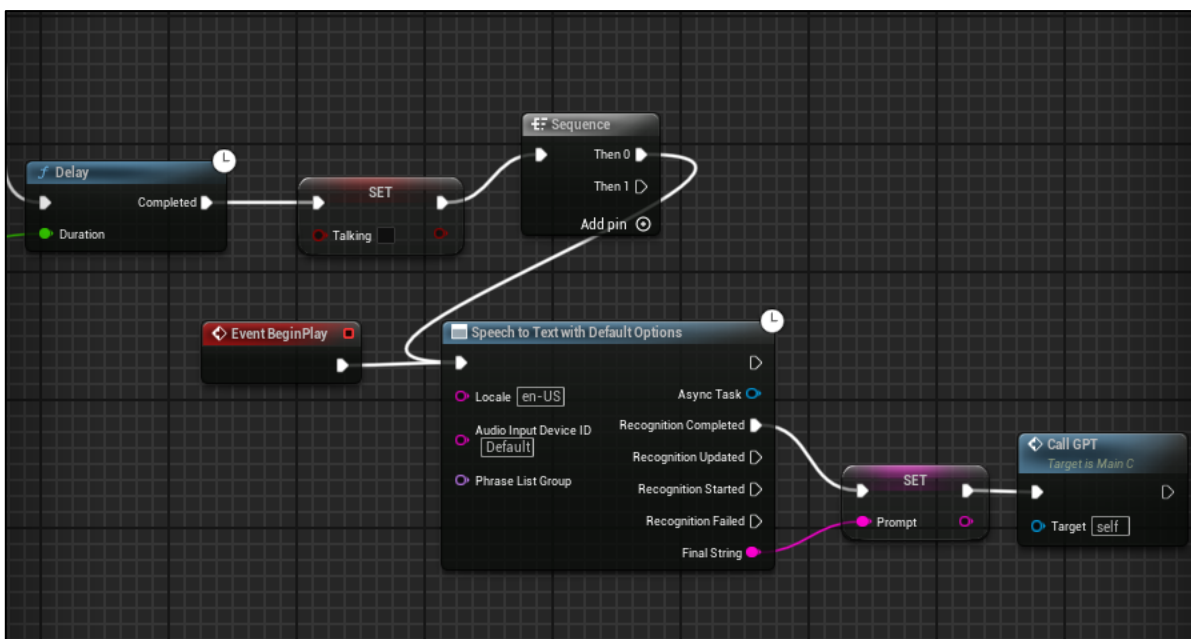 Sequence
Then 0
Then 1
Add pin
f Delay
Completed
Duration
SET
Talking
Event BeginPlay
Speech to Text with Default Options
Locale en-US
Async Task
Audio Input Device ID
Default
Recognition Completed
Recognition Updated
Phrase List Group
Recognition Started
Recognition Failed
Final String
SET
Prompt
Call GPT
Target is Main C
Target self